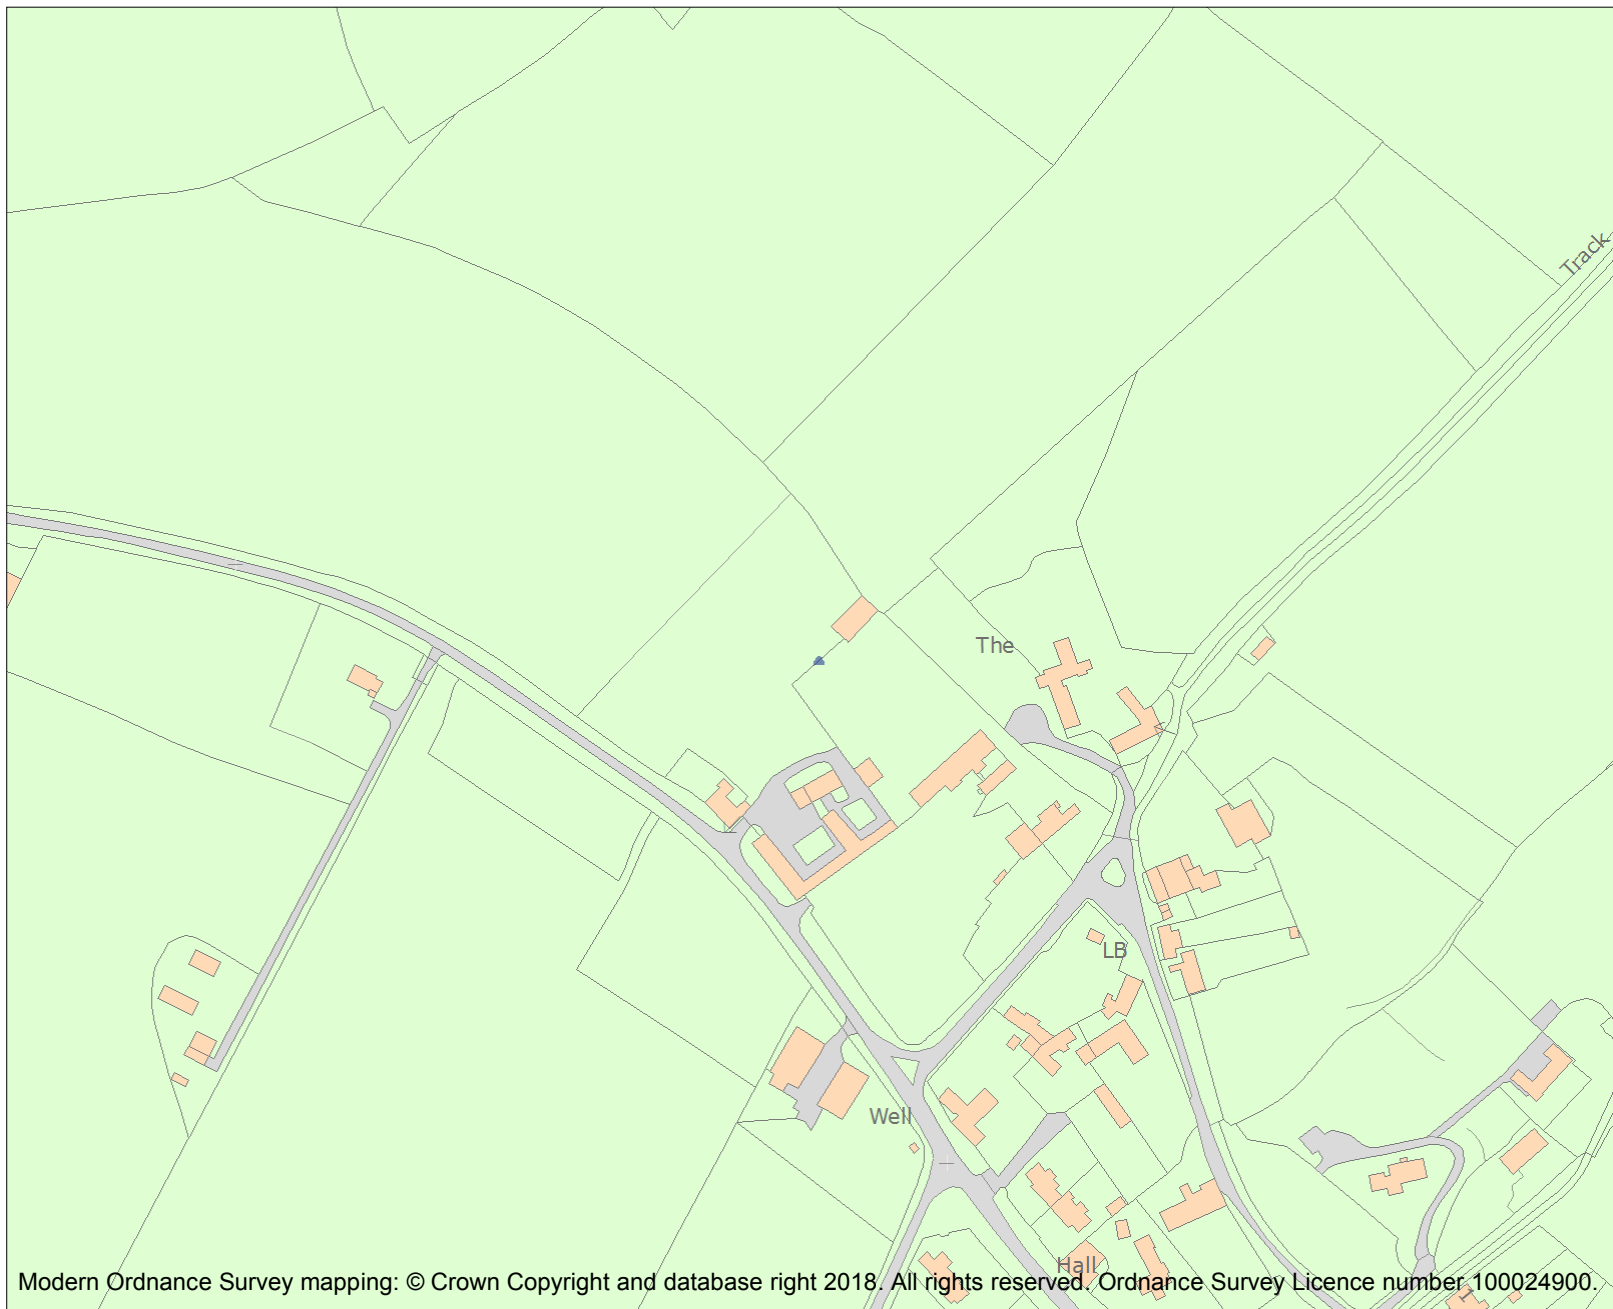 Track
The
LB
Well
Hall
Modern Ordnance Survey mapping: © Crown Copyright and database right 2018. All rights reserved. Ordnance Survey Licence number 100024900.